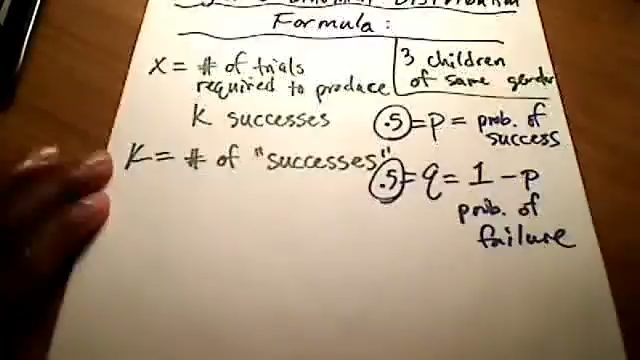 Formula:
X = # of trials
required to produce
K successes
K = # of "successes"
3 children
of same gender
.5 = p = prob. of
success
.5 = q = 1 - p
prob. of
failure